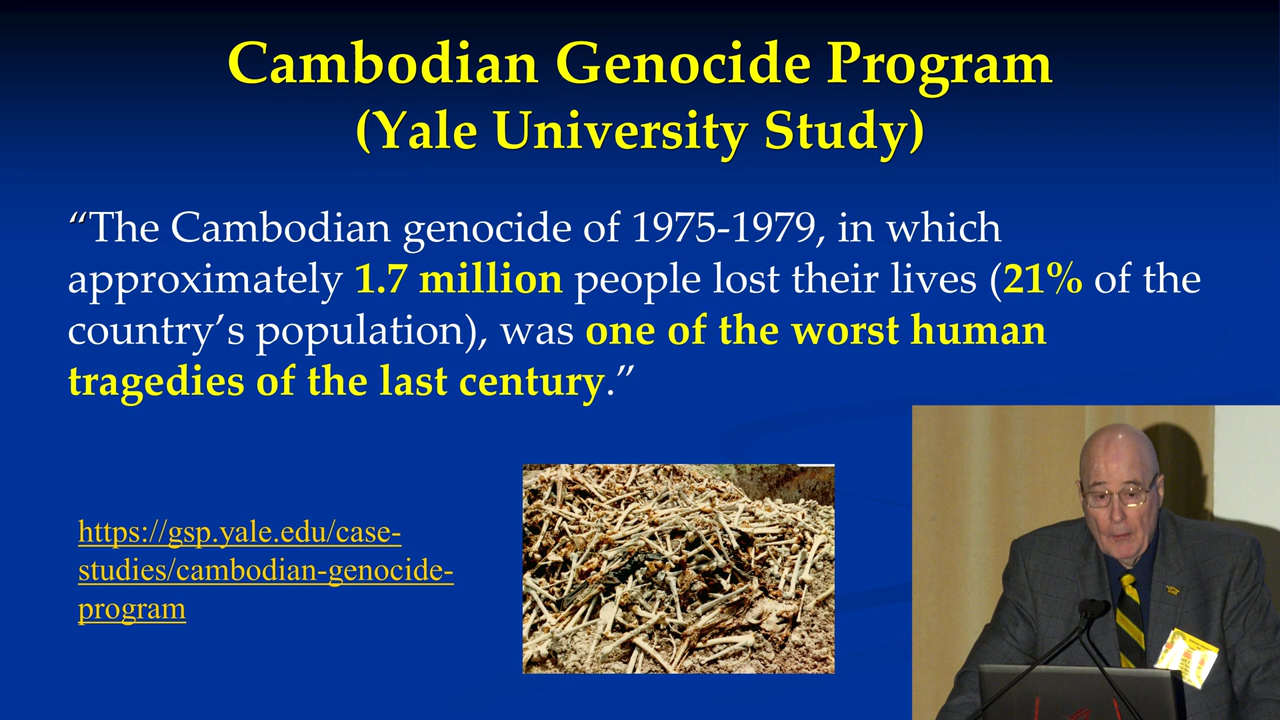 Cambodian Genocide Program
(Yale University Study)
“The Cambodian genocide of 1975-1979, in which
approximately 1.7 million people lost their lives (21% of the
country’s population), was one of the worst human
tragedies of the last century.”
https://gsp.yale.edu/case-
studies/cambodian-genocide-
program